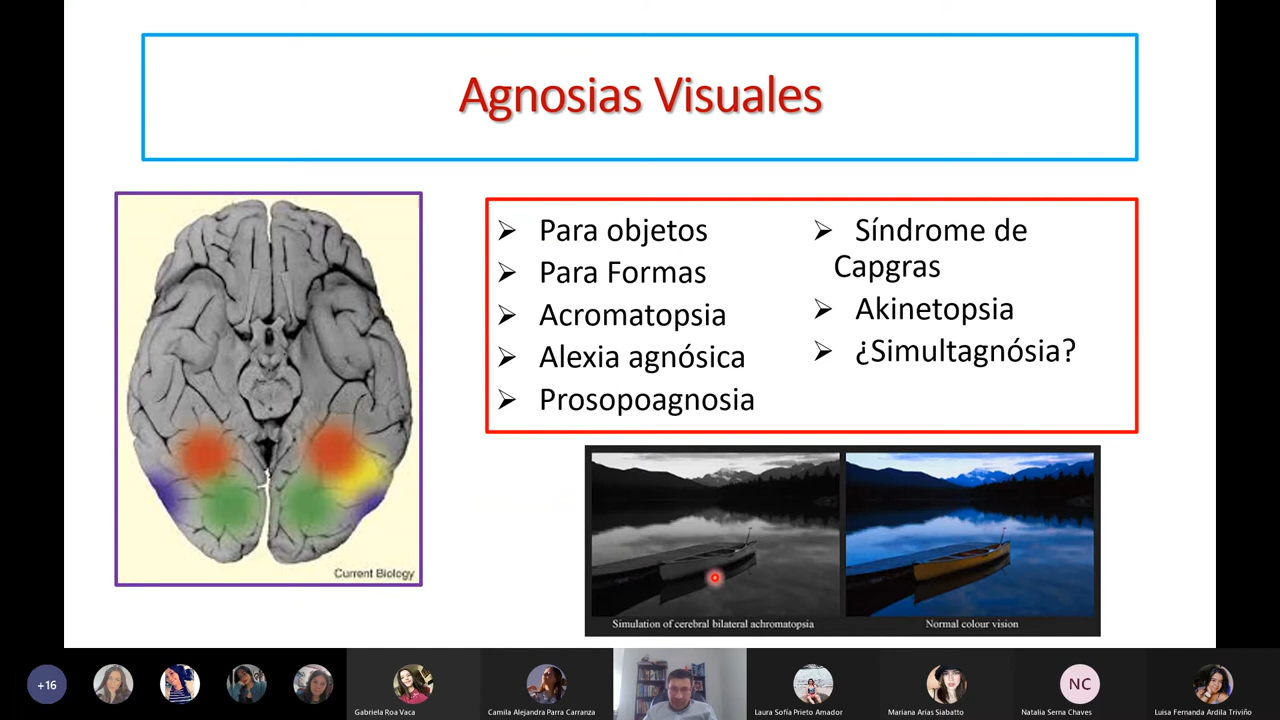 Agnosias Visuales
Para objetos
Para Formas
Acromatopsia
Alexia agnósica
Prosopoagnosia
Síndrome de
Capgras
Akinetopsia
¿Simultagnósia?
Current Biology
Simulation of cerebral bilateral achromatopsia
Normal colour vision
+16
Gabriela Roa Vaca
Camila Alejandra Parra Carranza
Laura Sofía Prieto Amador
Mariana Arias Siabatto
NC
Natalia Serna Chaves
Luisa Fernanda Ardila Triviño